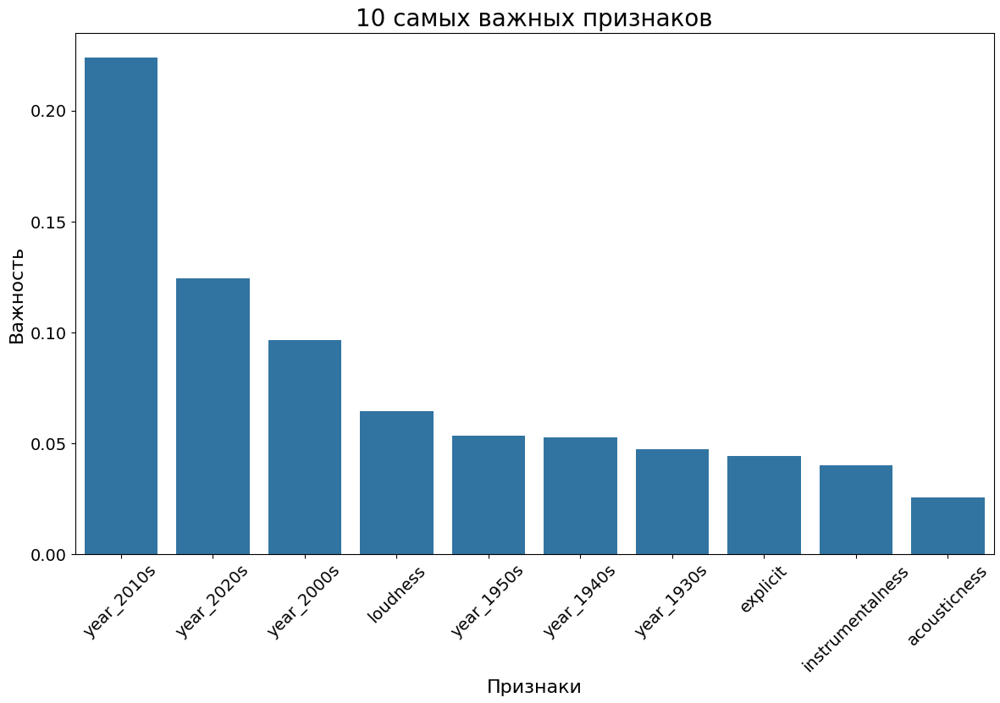 10 самых важных признаков
Важность
0.20
0.15
0.10
0.05
0.00
year_2010s
year_2020s
year_2000s
loudness
year_1950s
year_1940s
year_1930s
explicit
instrumentalness
acousticness
Признаки